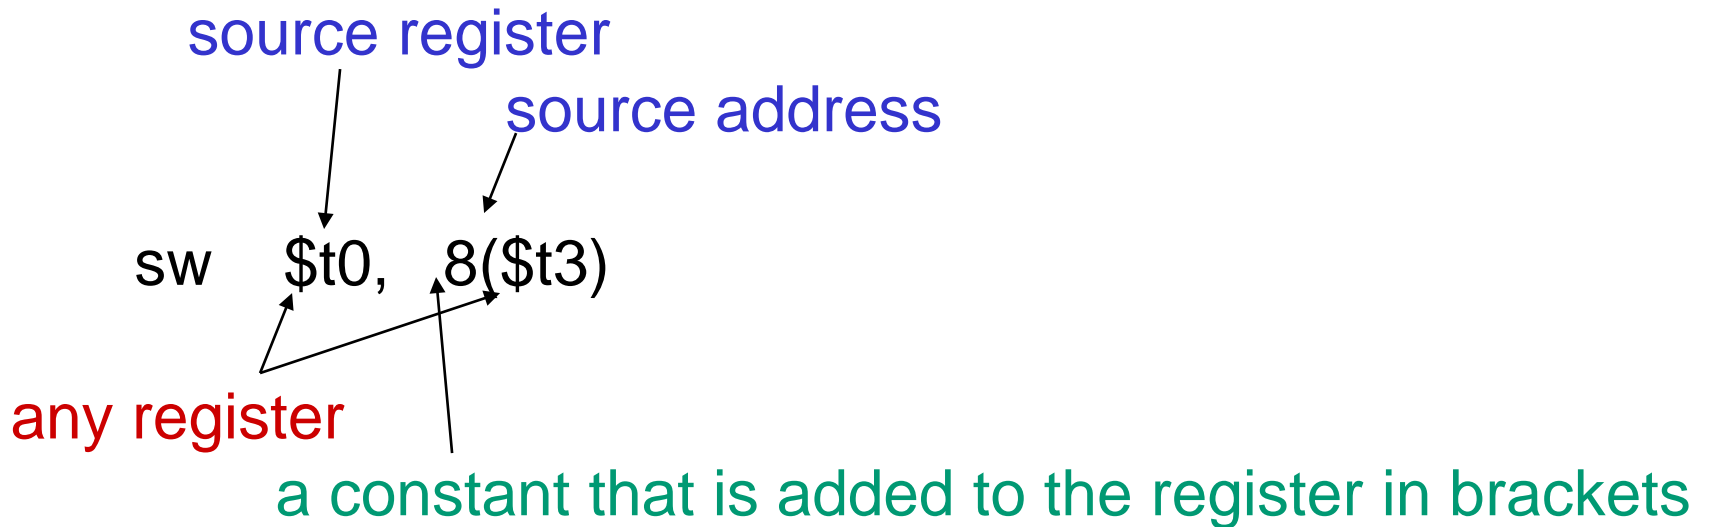 source register
source address
sw $t0, 8($t3)
any register
a constant that is added to the register in brackets